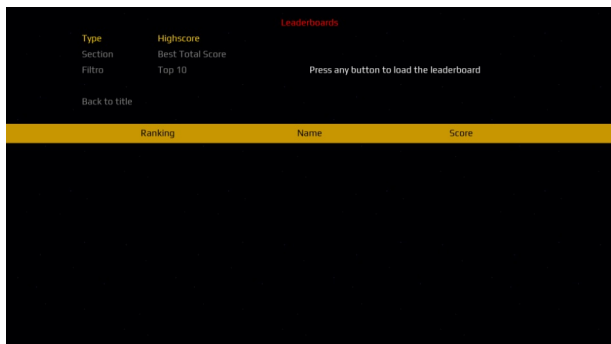 Leaderboards
Type Highscore
Section Best Total Score
Filtro Top 10 Press any button to load the leaderboard
Back to title
Ranking Name Score